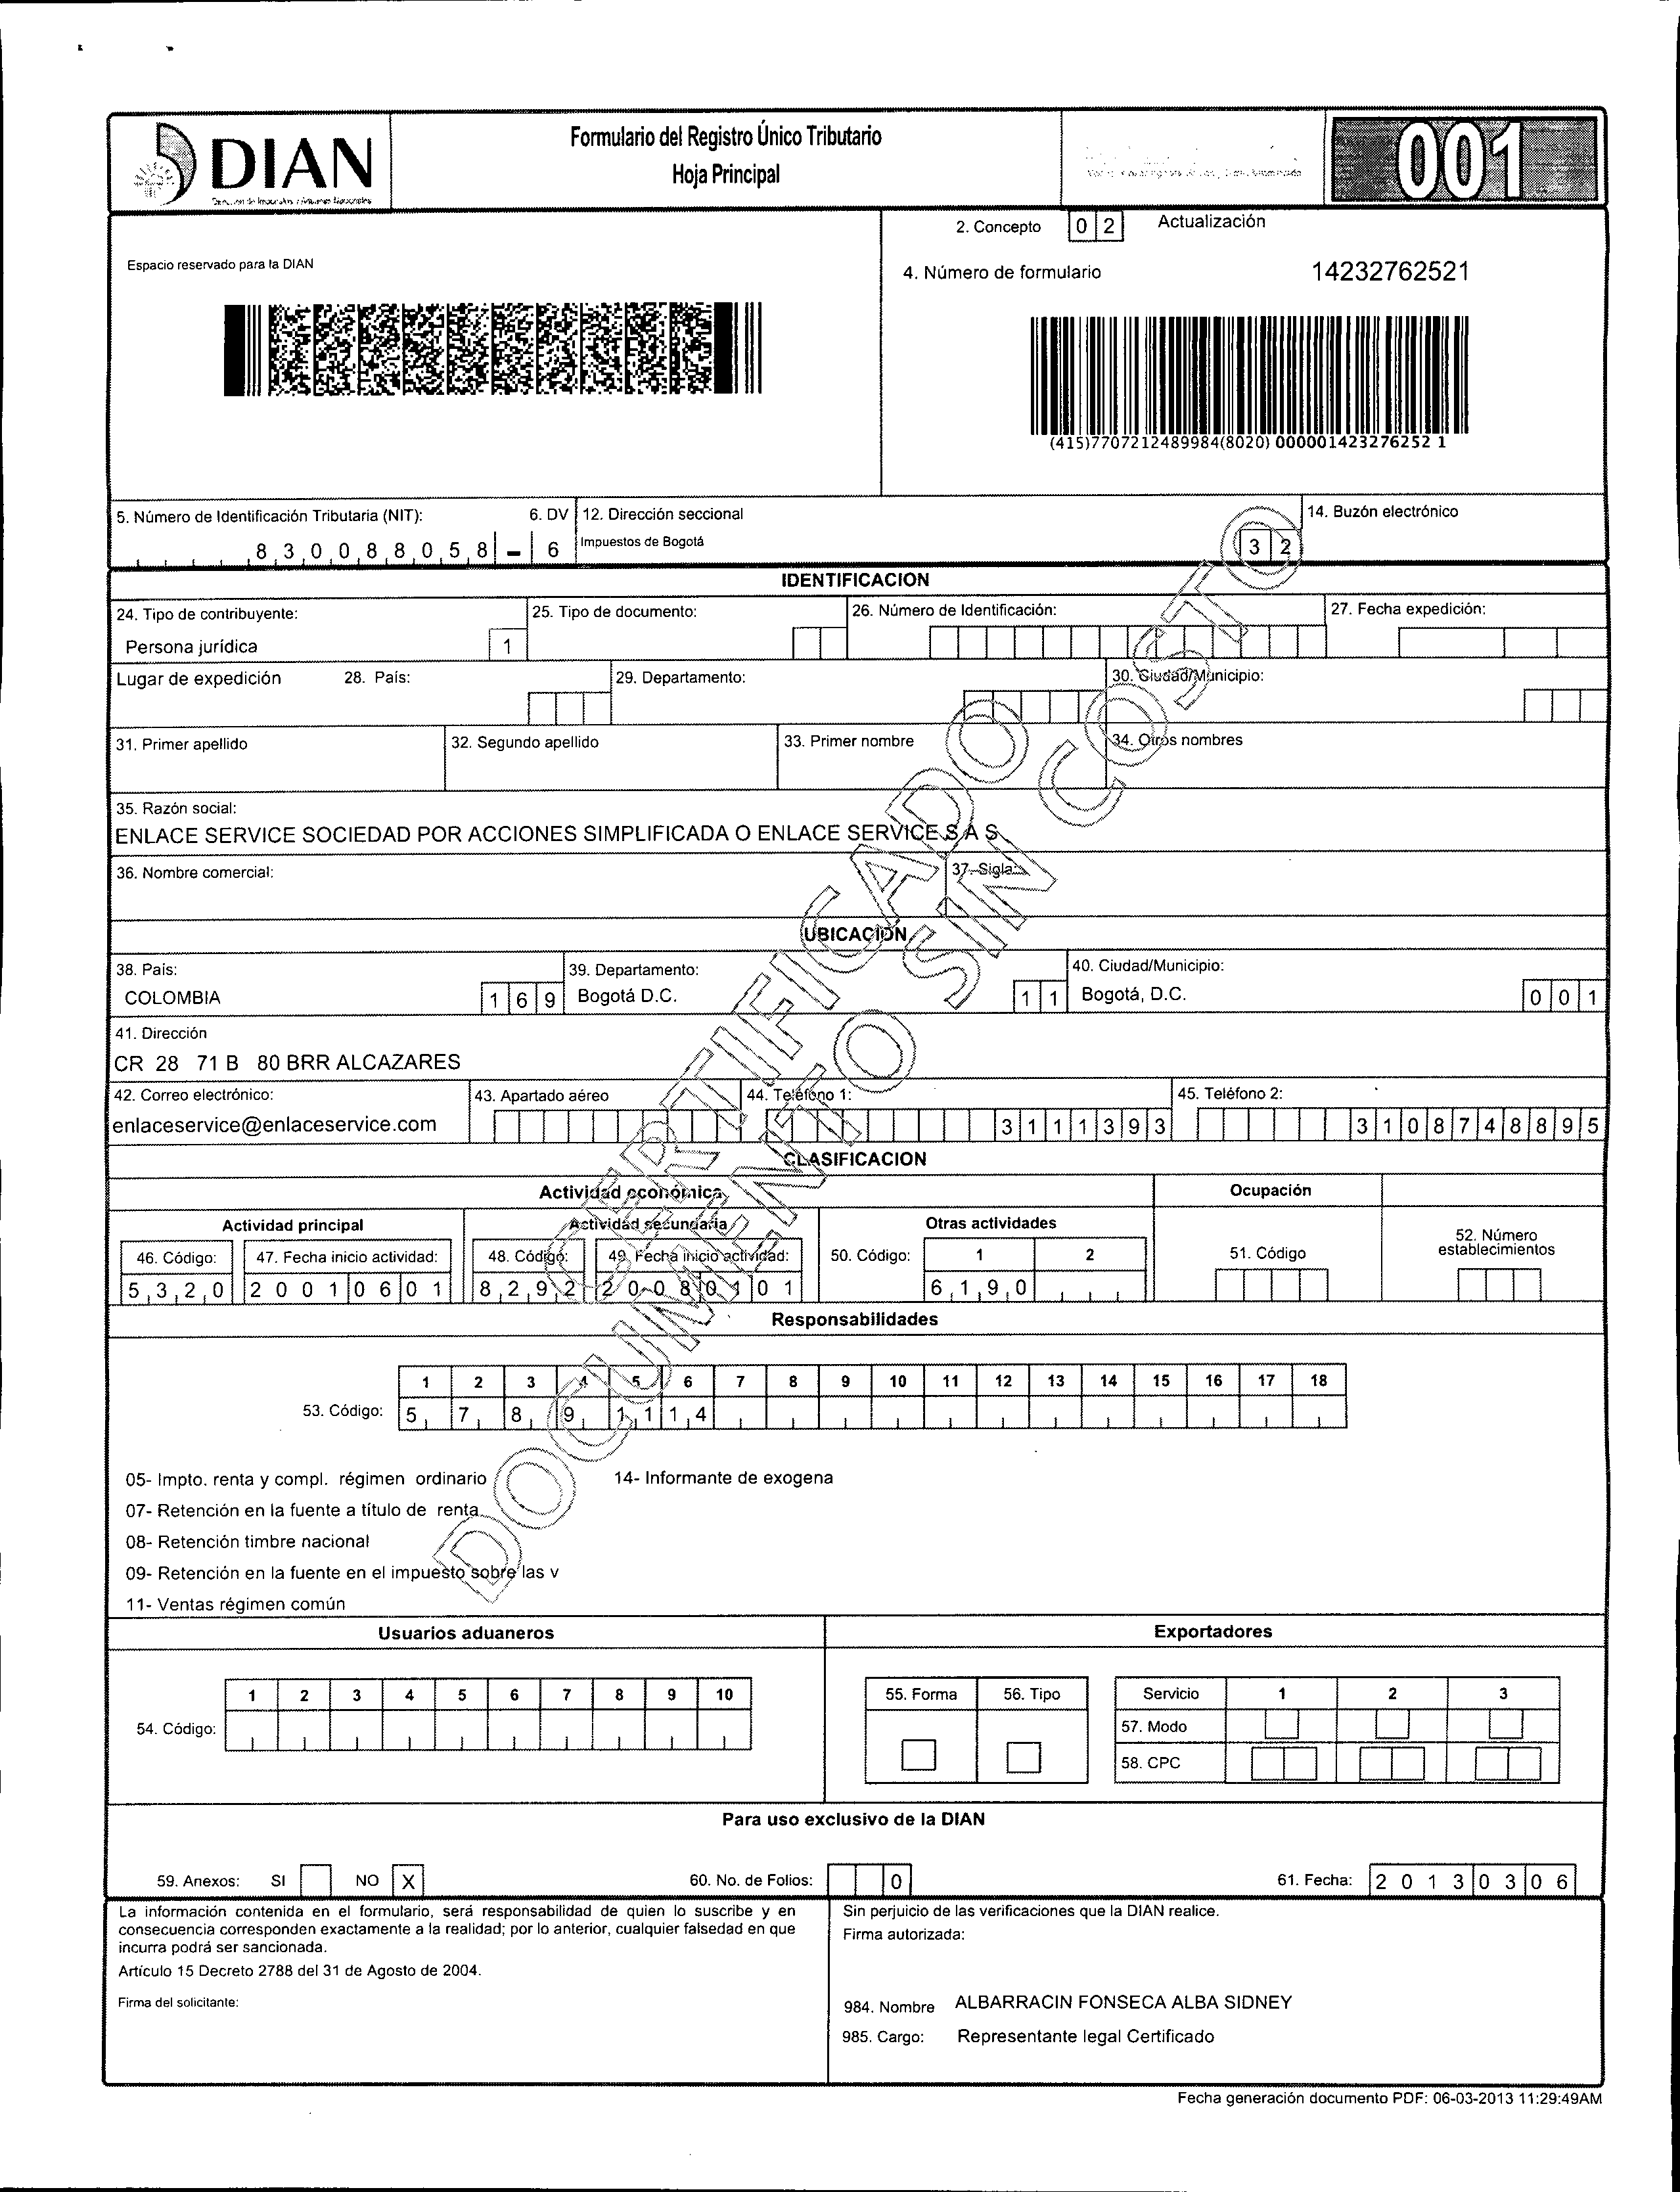 DIAN
Formulario del Registro Único Tributario
Hoja Principal
001
2. Concepto 0 2 Actualización
Espacio reservado para la DIAN
4. Número de formulario 14232762521
(415)7707212489984(8020) 000001423276252 1
5. Número de Identificación Tributaria (NIT): 6. DV 12. Dirección seccional 14. Buzón electrónico
8 3 0 0 8 8 0 5 8 - 6 Impuestos de Bogotá 3 2
IDENTIFICACION
24. Tipo de contribuyente: 25. Tipo de documento: 26. Número de Identificación: 27. Fecha expedición:
Persona jurídica 1
Lugar de expedición 28. País: 29. Departamento: 30. Ciudad/Municipio:
31. Primer apellido 32. Segundo apellido 33. Primer nombre 34. Otros nombres
35. Razón social:
ENLACE SERVICE SOCIEDAD POR ACCIONES SIMPLIFICADA O ENLACE SERVICE S A S
36. Nombre comercial: 37. Sigla:
UBICACIÓN
38. País: 39. Departamento: 40. Ciudad/Municipio:
COLOMBIA 1 6 9 Bogotá D.C. 1 1 Bogotá, D.C. 0 0 1
41. Dirección
CR 28 71 B 80 BRR ALCAZARES
42. Correo electrónico: 43. Apartado aéreo 44. Teléfono 1: 45. Teléfono 2:
enlaceservice@enlaceservice.com 3 1 1 1 3 9 3 3 1 0 8 7 4 8 8 9 5
CLASIFICACION
Actividad económica Ocupación
Actividad principal Actividad secundaria Otras actividades 52. Número establecimientos
46. Código: 47. Fecha inicio actividad: 48. Código: 49. Fecha inicio actividad: 50. Código: 1 2 51. Código
5 3 2 0 2 0 0 1 0 6 0 1 8 2 9 2 2 0 0 8 0 1 0 1 6 1 9 0
Responsabilidades
1 2 3 4 5 6 7 8 9 10 11 12 13 14 15 16 17 18
53. Código: 5 7 8 9 1 1 1 4
05- Impto. renta y compl. régimen ordinario 14- Informante de exogena
07- Retención en la fuente a título de renta
08- Retención timbre nacional
09- Retención en la fuente en el impuesto sobre las v
11- Ventas régimen común
DOCUMENTO SIN COSTO
CERTIFICADO
Usuarios aduaneros Exportadores
1 2 3 4 5 6 7 8 9 10 55. Forma 56. Tipo Servicio 1 2 3
54. Código: 57. Modo
58. CPC
Para uso exclusivo de la DIAN
59. Anexos: SI NO X 60. No. de Folios: 0 61. Fecha: 2 0 1 3 0 3 0 6
La información contenida en el formulario, será responsabilidad de quien lo suscribe y en
consecuencia corresponden exactamente a la realidad; por lo anterior, cualquier falsedad en que
incurra podrá ser sancionada.
Artículo 15 Decreto 2788 del 31 de Agosto de 2004.
Firma del solicitante:
Sin perjuicio de las verificaciones que la DIAN realice.
Firma autorizada:
984. Nombre ALBARRACIN FONSECA ALBA SIDNEY
985. Cargo: Representante legal Certificado
Fecha generación documento PDF: 06-03-2013 11:29:49AM